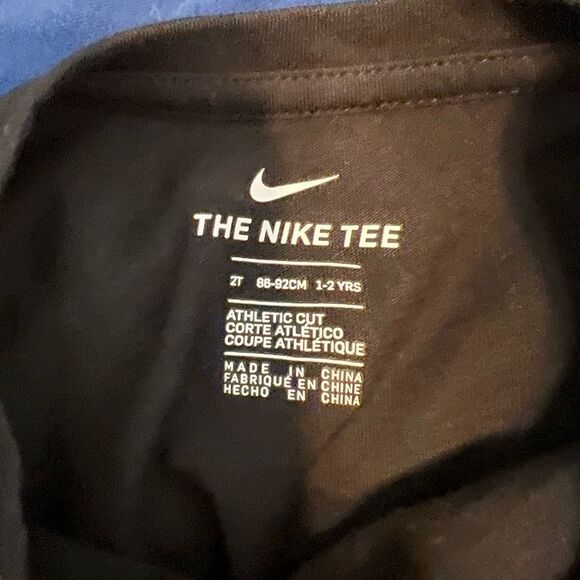 THE NIKE TEE
2T 86-92CM 1-2 YRS
ATHLETIC CUT
CORTE ATLÉTICO
COUPE ATHLÉTIQUE
MADE IN CHINA
FABRIQUÉ EN CHINE
HECHO EN CHINA